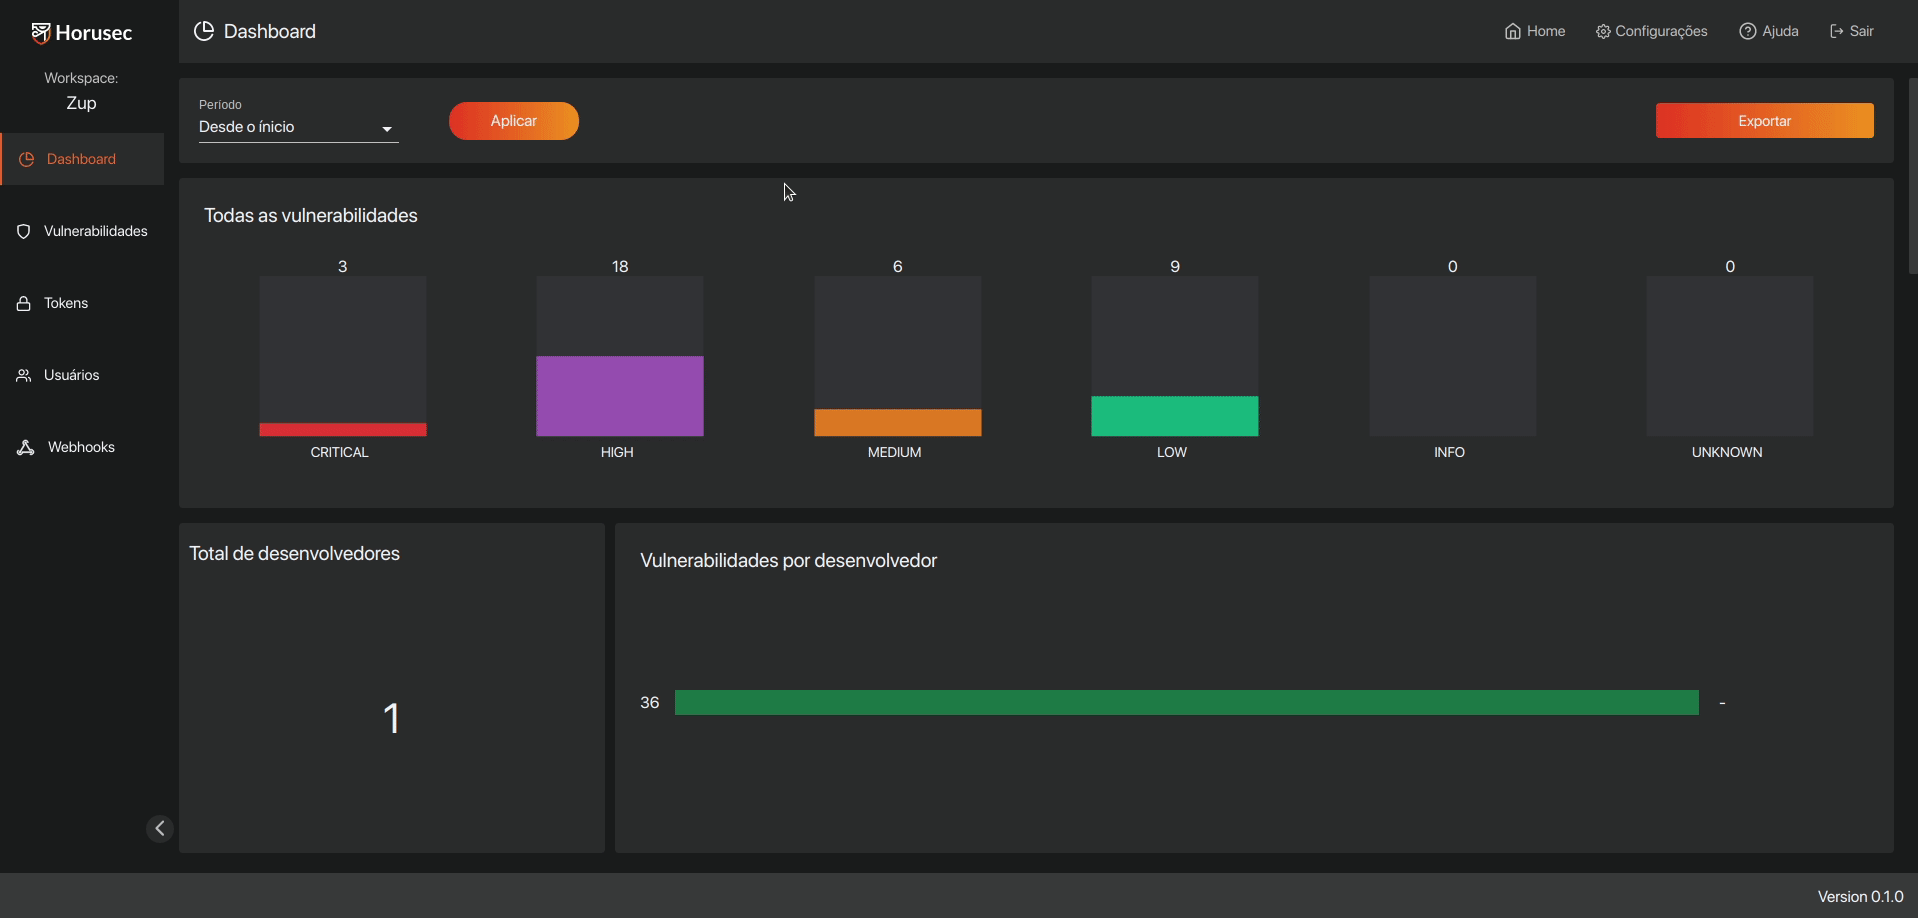 Horusec
Workspace:
Zup
Dashboard
Vulnerabilidades
Tokens
Usuários
Webhooks
Dashboard
Home
Configurações
Ajuda
Sair
Período
Desde o ínicio
Aplicar
Exportar
Todas as vulnerabilidades
3
18
6
9
0
0
CRITICAL
HIGH
MEDIUM
LOW
INFO
UNKNOWN
Total de desenvolvedores
1
Vulnerabilidades por desenvolvedor
36
-
Version 0.1.0